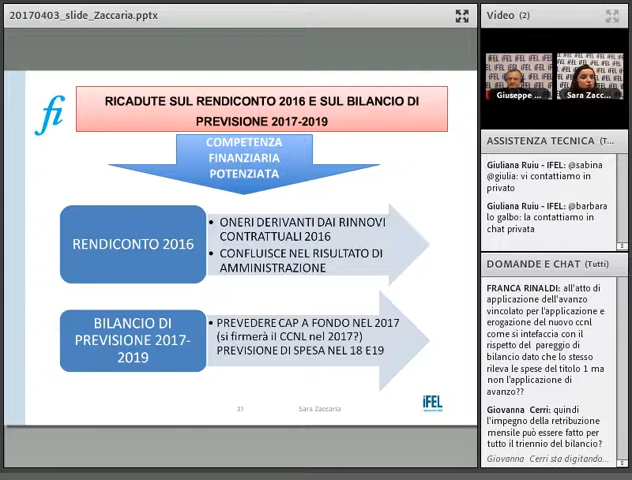 20170403_slide_Zaccaria.pptx
fi
RICADUTE SUL RENDICONTO 2016 E SUL BILANCIO DI
PREVISIONE 2017-2019
COMPETENZA
FINANZIARIA
POTENZIATA
RENDICONTO 2016
• ONERI DERIVANTI DAI RINNOVI
CONTRATTUALI 2016
• CONFLUISCE NEL RISULTATO DI
AMMINISTRAZIONE
BILANCIO DI
PREVISIONE 2017-
2019
• PREVEDERE CAP A FONDO NEL 2017
(si firmerà il CCNL nel 2017?)
PREVISIONE DI SPESA NEL 18 E19
21
Sara Zaccaria
iFEL
Video (2)
Giuseppe ...
Sara Zacc...
ASSISTENZA TECNICA (T...
Giuliana Ruiu - IFEL: @sabina
@giulia: vi contattiamo in
privato
Giuliana Ruiu - IFEL: @barbara
lo galbo: la contattiamo in
chat privata
DOMANDE E CHAT (Tutti)
FRANCA RINALDI: all'atto di
applicazione dell'avanzo
vincolato per l'applicazione e
erogazione del nuovo ccnl
come si intefaccia con il
rispetto del pareggio di
bilancio dato che lo stesso
rileva le spese del titolo 1 ma
non l'applicazione di
avanzo??
Giovanna Cerri: quindi
l'impegno della retribuzione
mensile può essere fatto per
tutto il triennio del bilancio?
Giovanna Cerri sta digitando...